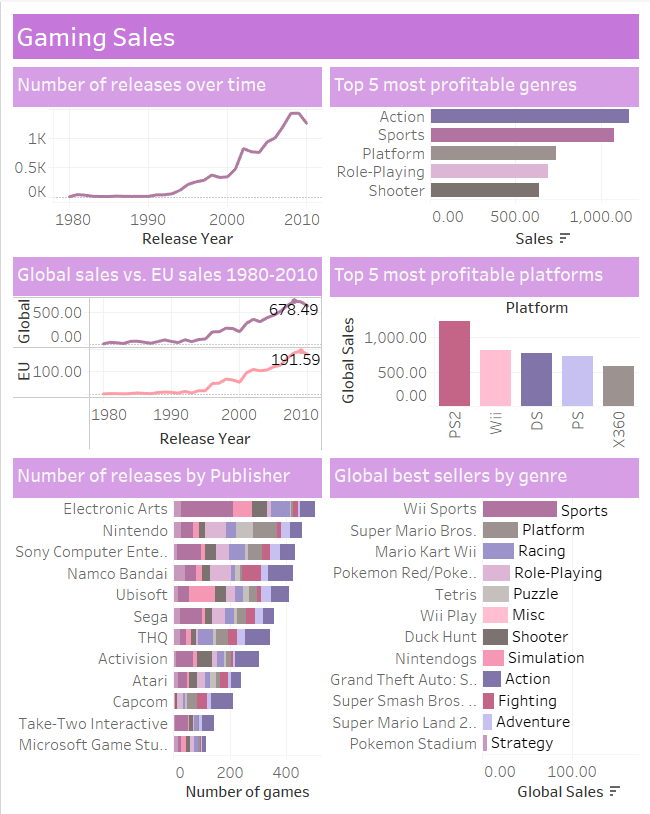 Gaming Sales
Number of releases over time
1K
0.5K
0K
1980 1990 2000 2010
Release Year
Top 5 most profitable genres
Action
Sports
Platform
Role-Playing
Shooter
0.00 500.00 1,000.00
Sales
Global sales vs. EU sales 1980-2010
Global
500.00
0.00
678.49
EU
100.00
191.59
1980 1990 2000 2010
Release Year
Top 5 most profitable platforms
Platform
Global Sales
1,000.00
500.00
0.00
PS2 Wii DS PS X360
Number of releases by Publisher
Electronic Arts
Nintendo
Sony Computer Ente..
Namco Bandai
Ubisoft
Sega
THQ
Activision
Atari
Capcom
Take-Two Interactive
Microsoft Game Stu..
0 200 400
Number of games
Global best sellers by genre
Wii Sports Sports
Super Mario Bros. Platform
Mario Kart Wii Racing
Pokemon Red/Poke.. Role-Playing
Tetris Puzzle
Wii Play Misc
Duck Hunt Shooter
Nintendogs Simulation
Grand Theft Auto: S.. Action
Super Smash Bros. .. Fighting
Super Mario Land 2.. Adventure
Pokemon Stadium Strategy
0.00 100.00
Global Sales